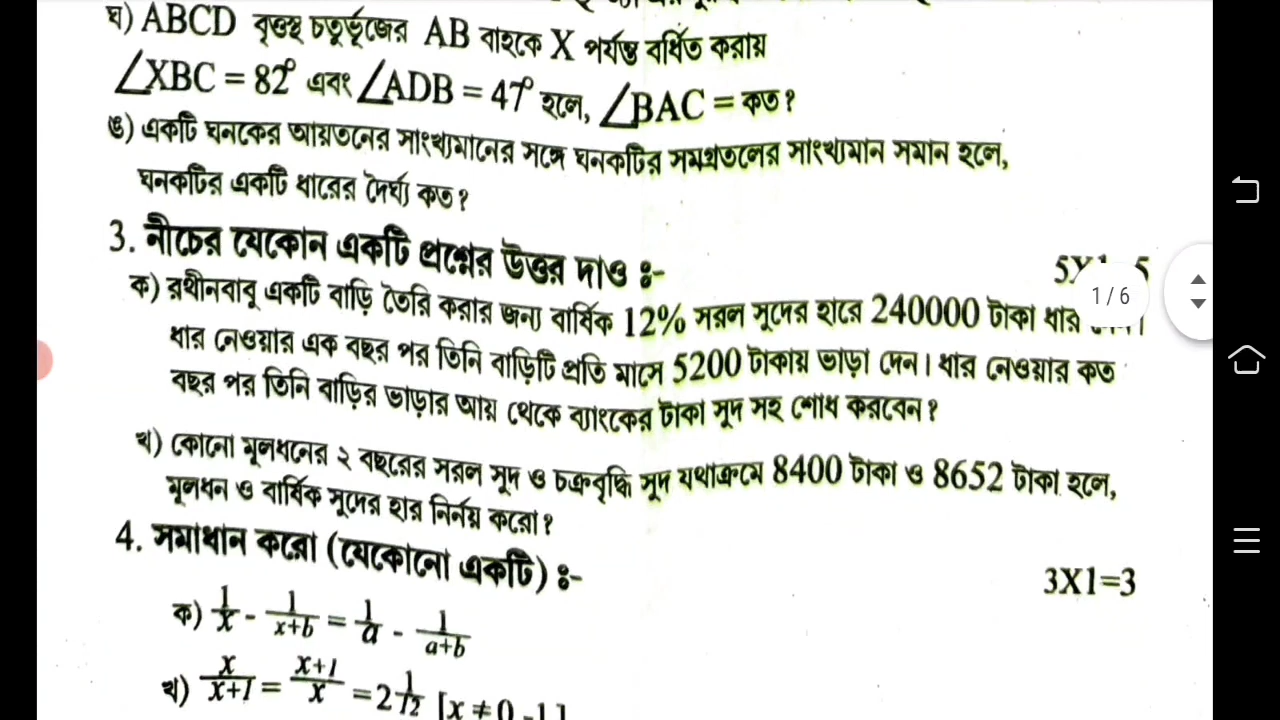 ঘ) ABCD বৃত্তস্থ চতুর্ভূজের AB বাহুকে X পর্যন্ত বর্ধিত করায়
∠XBC = 82° এবং ∠ADB = 47° হলে, ∠BAC = কত?
ঙ) একটি ঘনকের আয়তনের সাংখ্যমানের সঙ্গে ঘনকটির সমগ্রতলের সাংখ্যমান সমান হলে,
ঘনকটির একটি ধারের দৈর্ঘ্য কত?
3. নীচের যেকোন একটি প্রশ্নের উত্তর দাও ঃ-
ক) রথীনবাবু একটি বাড়ি তৈরি করার জন্য বার্ষিক 12% সরল সুদের হারে 240000 টাকা ধার
ধার নেওয়ার এক বছর পর তিনি বাড়িটি প্রতি মাসে 5200 টাকায় ভাড়া দেন। ধার নেওয়ার কত
বছর পর তিনি বাড়ির ভাড়ার আয় থেকে ব্যাংকের টাকা সুদ সহ শোধ করবেন?
খ) কোনো মূলধনের ২ বছরের সরল সুদ ও চক্রবৃদ্ধি সুদ যথাক্রমে 8400 টাকা ও 8652 টাকা হলে,
মূলধন ও বার্ষিক সুদের হার নির্নয় করো?
4. সমাধান করো (যেকোনো একটি) ঃ-
3X1=3
ক) 1/x - 1/x+b = 1/a - 1/a+b
খ) x/x+1 = x+1/x = 2 1/12 [x ≠ 0, -1]
1 / 6